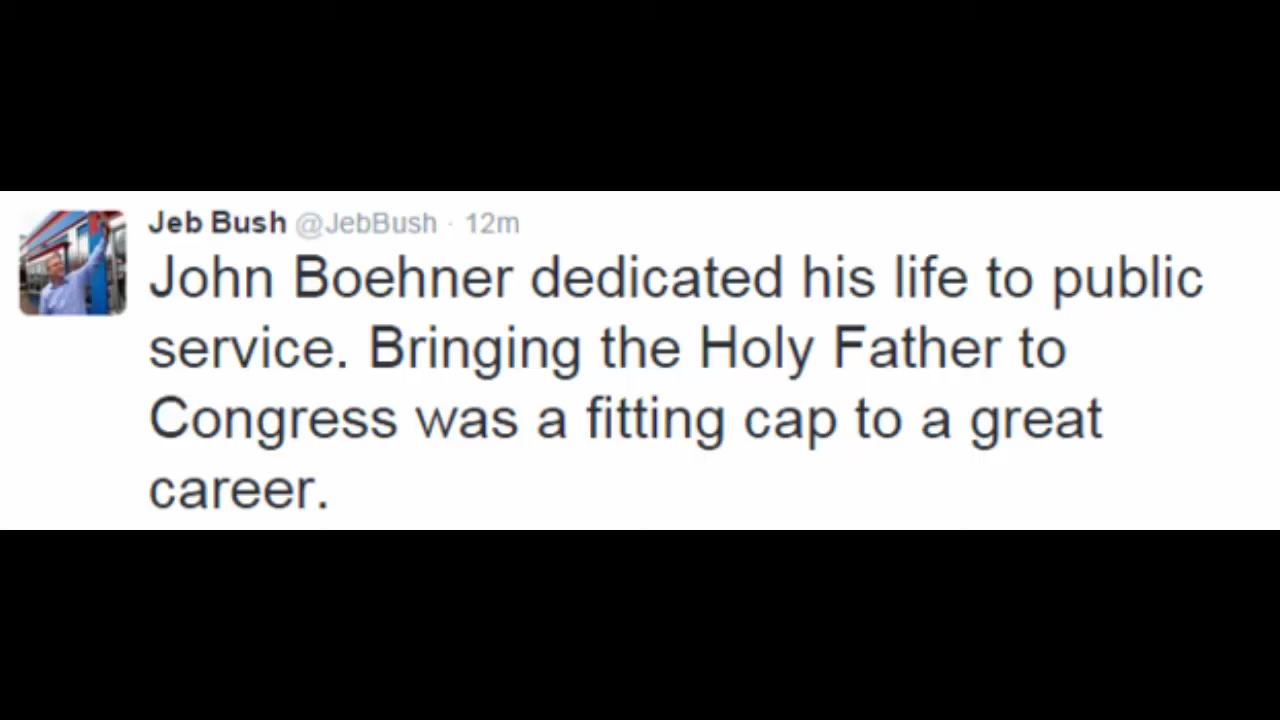 Jeb Bush @JebBush · 12m
John Boehner dedicated his life to public
service. Bringing the Holy Father to
Congress was a fitting cap to a great
career.